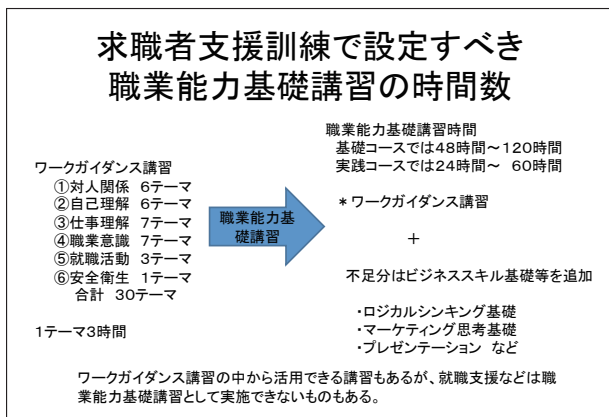 求職者支援訓練で設定すべき
職業能力基礎講習の時間数
ワークガイダンス講習
①対人関係 6テーマ
②自己理解 6テーマ
③仕事理解 7テーマ
④職業意識 7テーマ
⑤就職活動 3テーマ
⑥安全衛生 1テーマ
合計 30テーマ
1テーマ3時間
職業能力基
礎講習
職業能力基礎講習時間
基礎コースでは48時間～120時間
実践コースでは24時間～ 60時間
*ワークガイダンス講習
+
不足分はビジネススキル基礎等を追加
・ロジカルシンキング基礎
・マーケティング思考基礎
・プレゼンテーション など
ワークガイダンス講習の中から活用できる講習もあるが、就職支援などは職
業能力基礎講習として実施できないものもある。